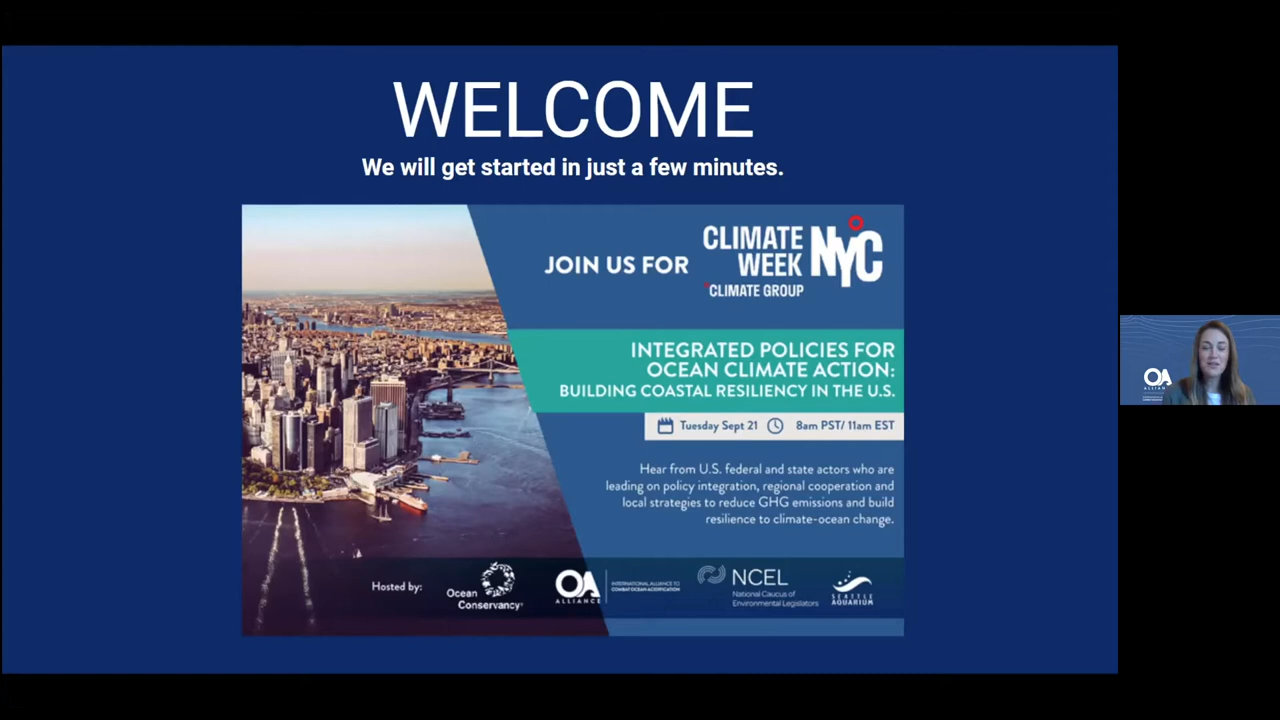 WELCOME
We will get started in just a few minutes.
JOIN US FOR
CLIMATE
WEEK
NYC
°CLIMATE GROUP
INTEGRATED POLICIES FOR
OCEAN CLIMATE ACTION:
BUILDING COASTAL RESILIENCY IN THE U.S.
Tuesday Sept 21
8am PST/ 11am EST
Hear from U.S. federal and state actors who are
leading on policy integration, regional cooperation and
local strategies to reduce GHG emissions and build
resilience to climate-ocean change.
Hosted by:
Ocean
Conservancy
OA
ALLIANCE
INTERNATIONAL ALLIANCE TO
COMBAT OCEAN ACIDIFICATION
NCEL
National Caucus of
Environmental Legislators
SEATTLE
AQUARIUM
OA
ALLIAN